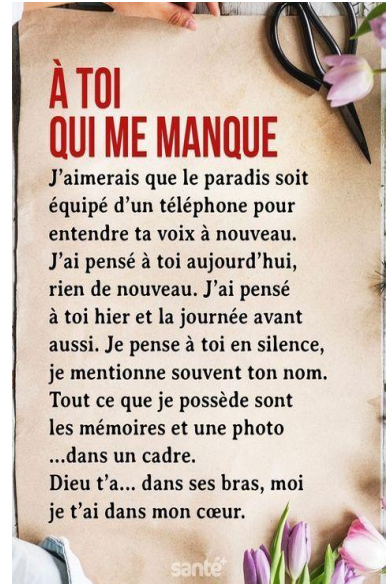 À TOI
QUI ME MANQUE
J'aimerais que le paradis soit
équipé d'un téléphone pour
entendre ta voix à nouveau.
J'ai pensé à toi aujourd'hui,
rien de nouveau. J'ai pensé
à toi hier et la journée avant
aussi. Je pense à toi en silence,
je mentionne souvent ton nom.
Tout ce que je possède sont
les mémoires et une photo
...dans un cadre.
Dieu t'a... dans ses bras, moi
je t'ai dans mon cœur.
santé+